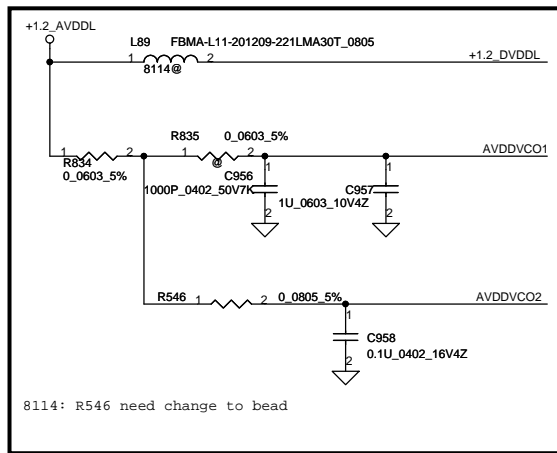 +1.2_AVDDL
L89 FBMA-L11-201209-221LMA30T_0805
1 2
8114@
+1.2_DVDDL
R835 0_0603_5%
1 2
@
AVDDVCO1
1 2
R834
0_0603_5%
C956
1000P_0402_50V7K
1
2
C957
1U_0603_10V4Z
1
2
R546 1 2 0_0805_5%
AVDDVCO2
1
C958
2
0.1U_0402_16V4Z
8114: R546 need change to bead